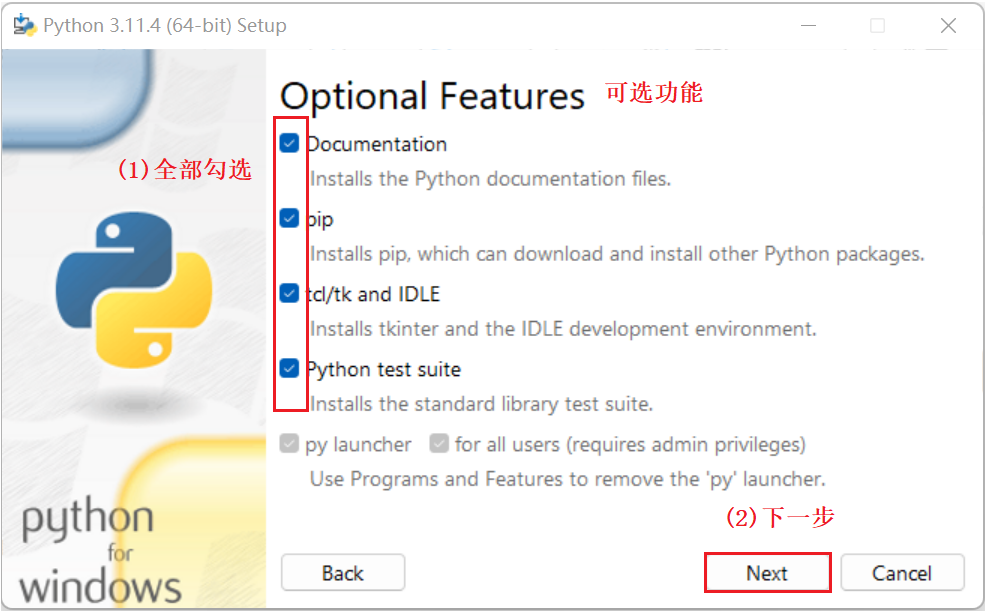 Python 3.11.4 (64-bit) Setup
Optional Features 可选功能
(1)全部勾选
Documentation
Installs the Python documentation files.
pip
Installs pip, which can download and install other Python packages.
tcl/tk and IDLE
Installs tkinter and the IDLE development environment.
Python test suite
Installs the standard library test suite.
py launcher for all users (requires admin privileges)
Use Programs and Features to remove the 'py' launcher.
(2)下一步
python
for
windows
Back Next Cancel